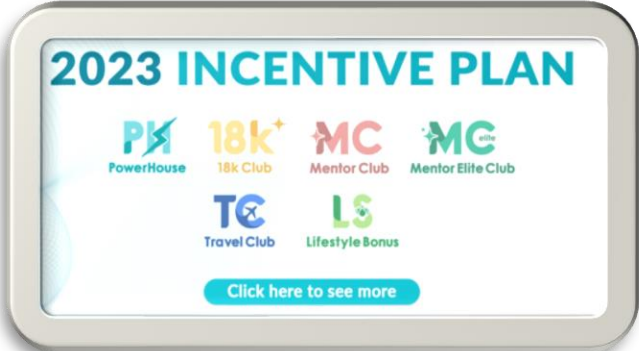 2023 INCENTIVE PLAN
PH 18k MC MC elite
PowerHouse 18k Club Mentor Club Mentor Elite Club
TC LS
Travel Club Lifestyle Bonus
Click here to see more